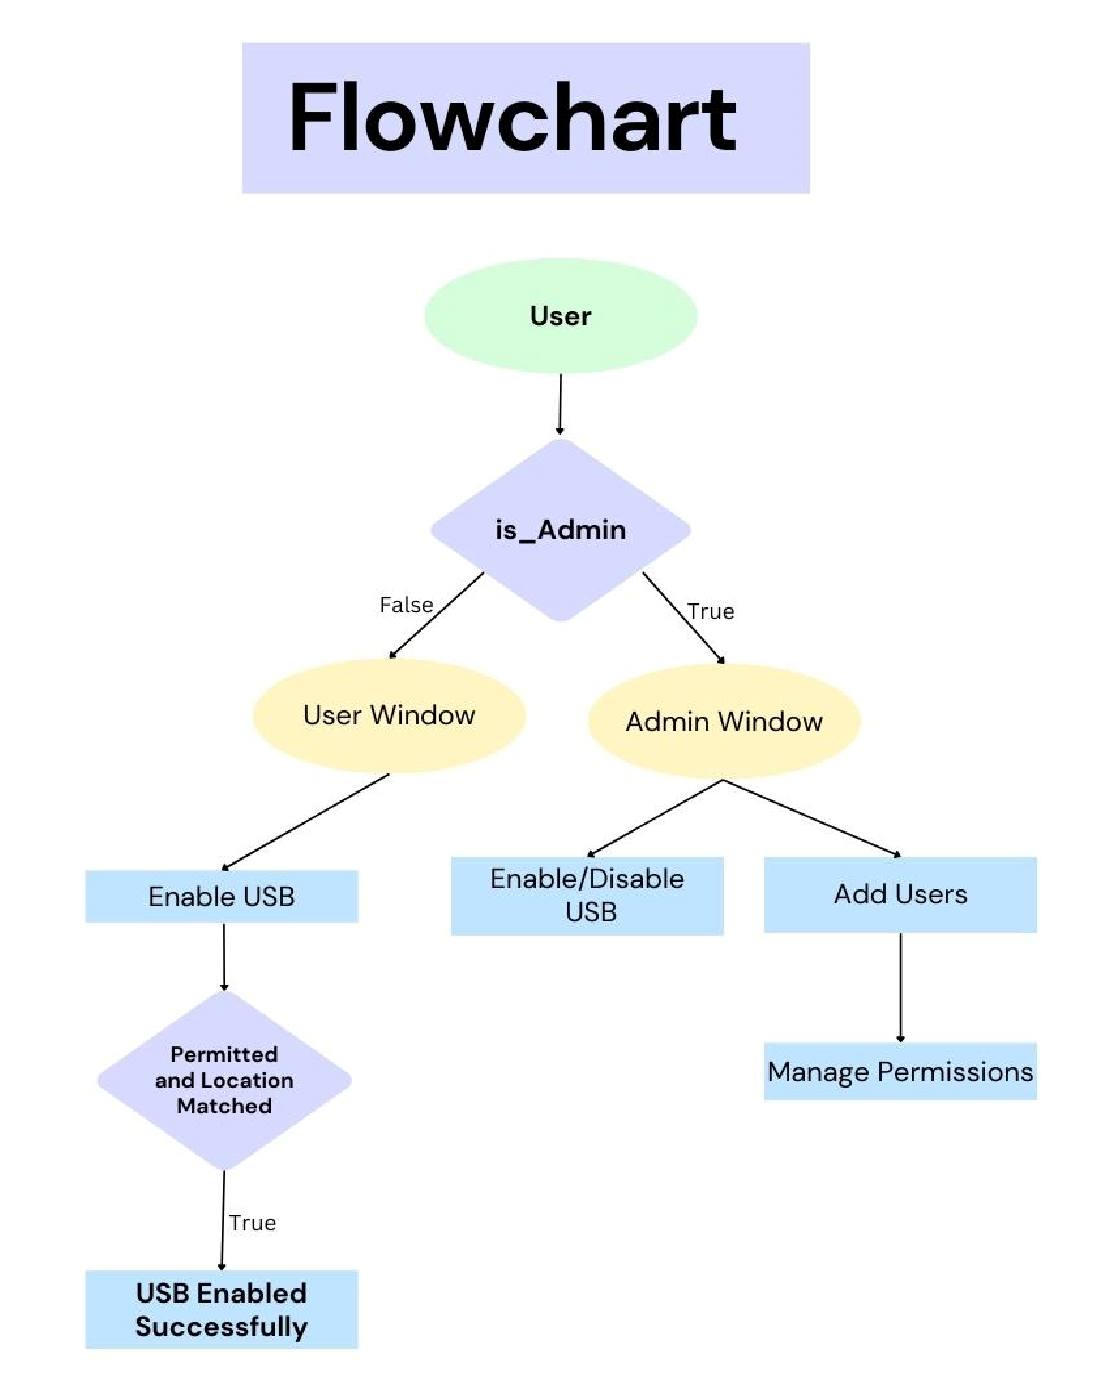 Flowchart
User
is_Admin
False
True
User Window
Admin Window
Enable USB
Enable/Disable
USB
Add Users
Permitted
and Location
Matched
Manage Permissions
True
USB Enabled
Successfully